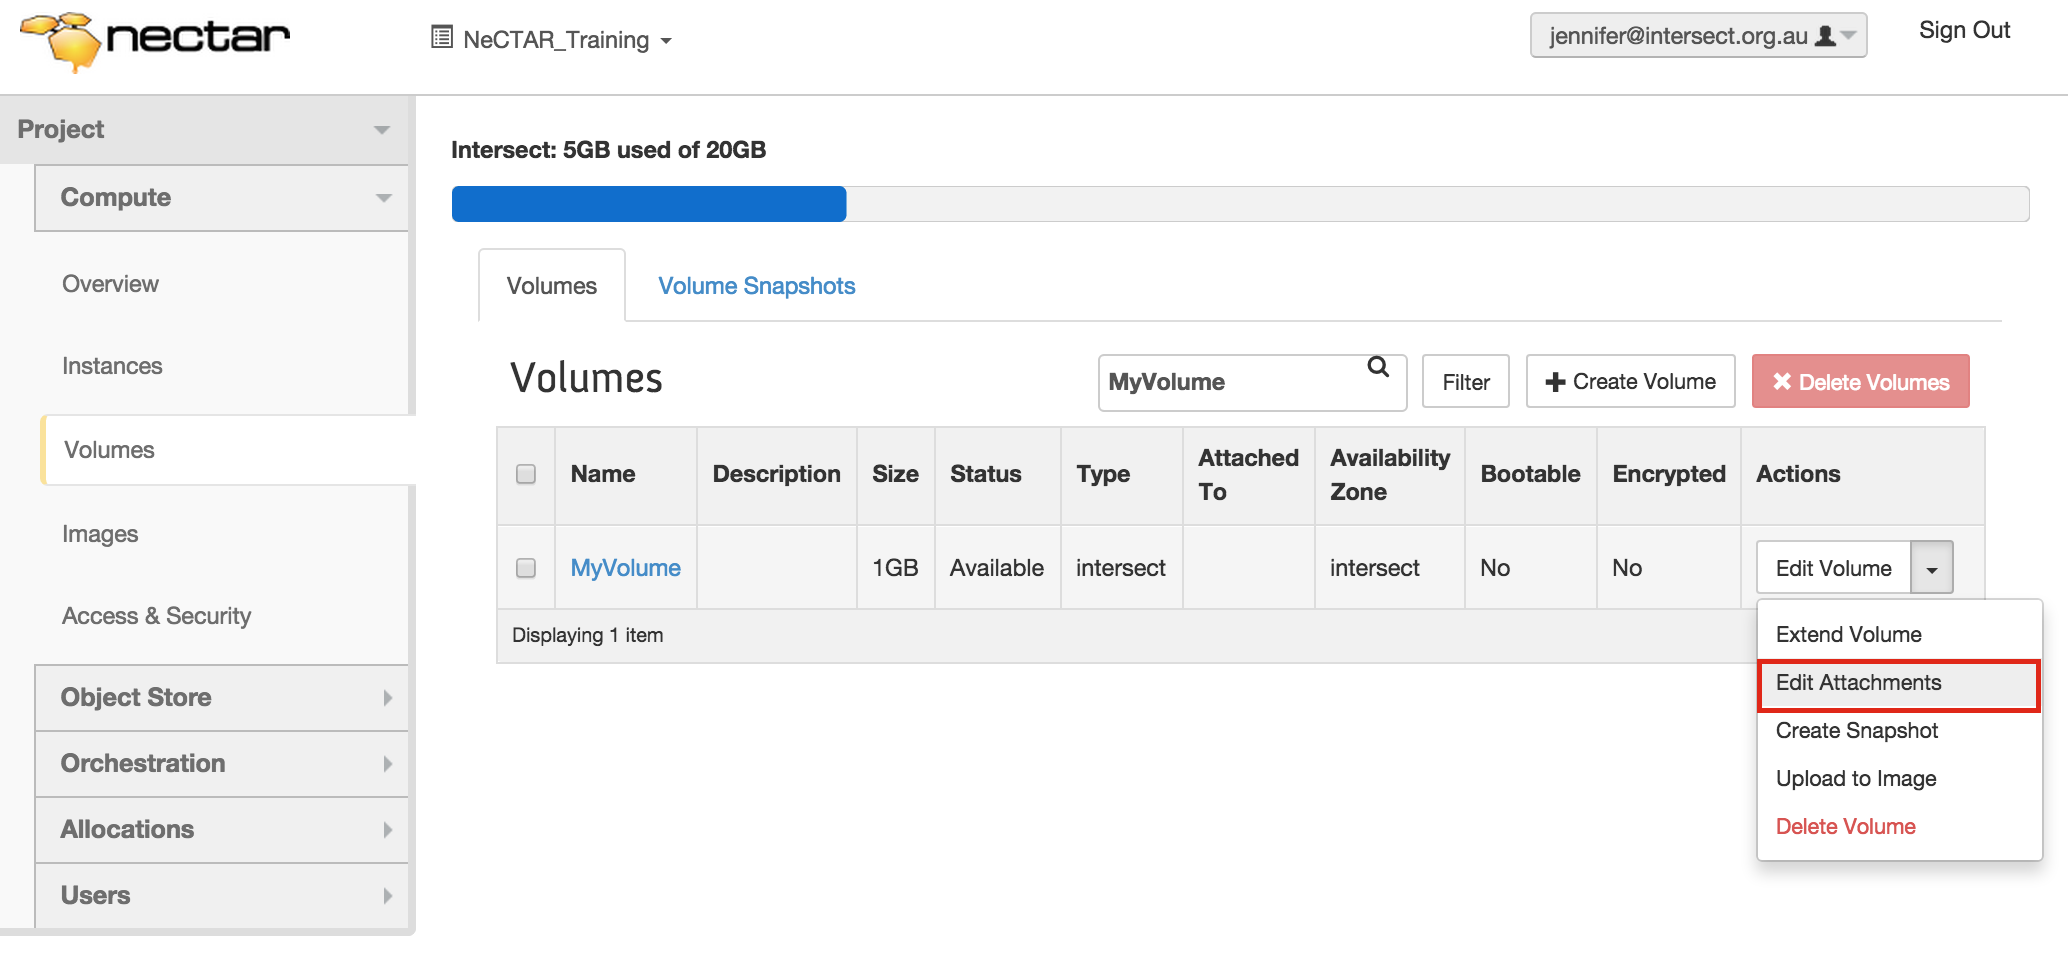 nectar
NeCTAR_Training
jennifer@intersect.org.au
Sign Out
Project
Compute
Overview
Instances
Volumes
Images
Access & Security
Object Store
Orchestration
Allocations
Users
Intersect: 5GB used of 20GB
Volumes
Volume Snapshots
Volumes
MyVolume
Filter
Create Volume
Delete Volumes
Name Description Size Status Type Attached To Availability Zone Bootable Encrypted Actions
MyVolume 1GB Available intersect intersect No No Edit Volume
Displaying 1 item
Extend Volume
Edit Attachments
Create Snapshot
Upload to Image
Delete Volume